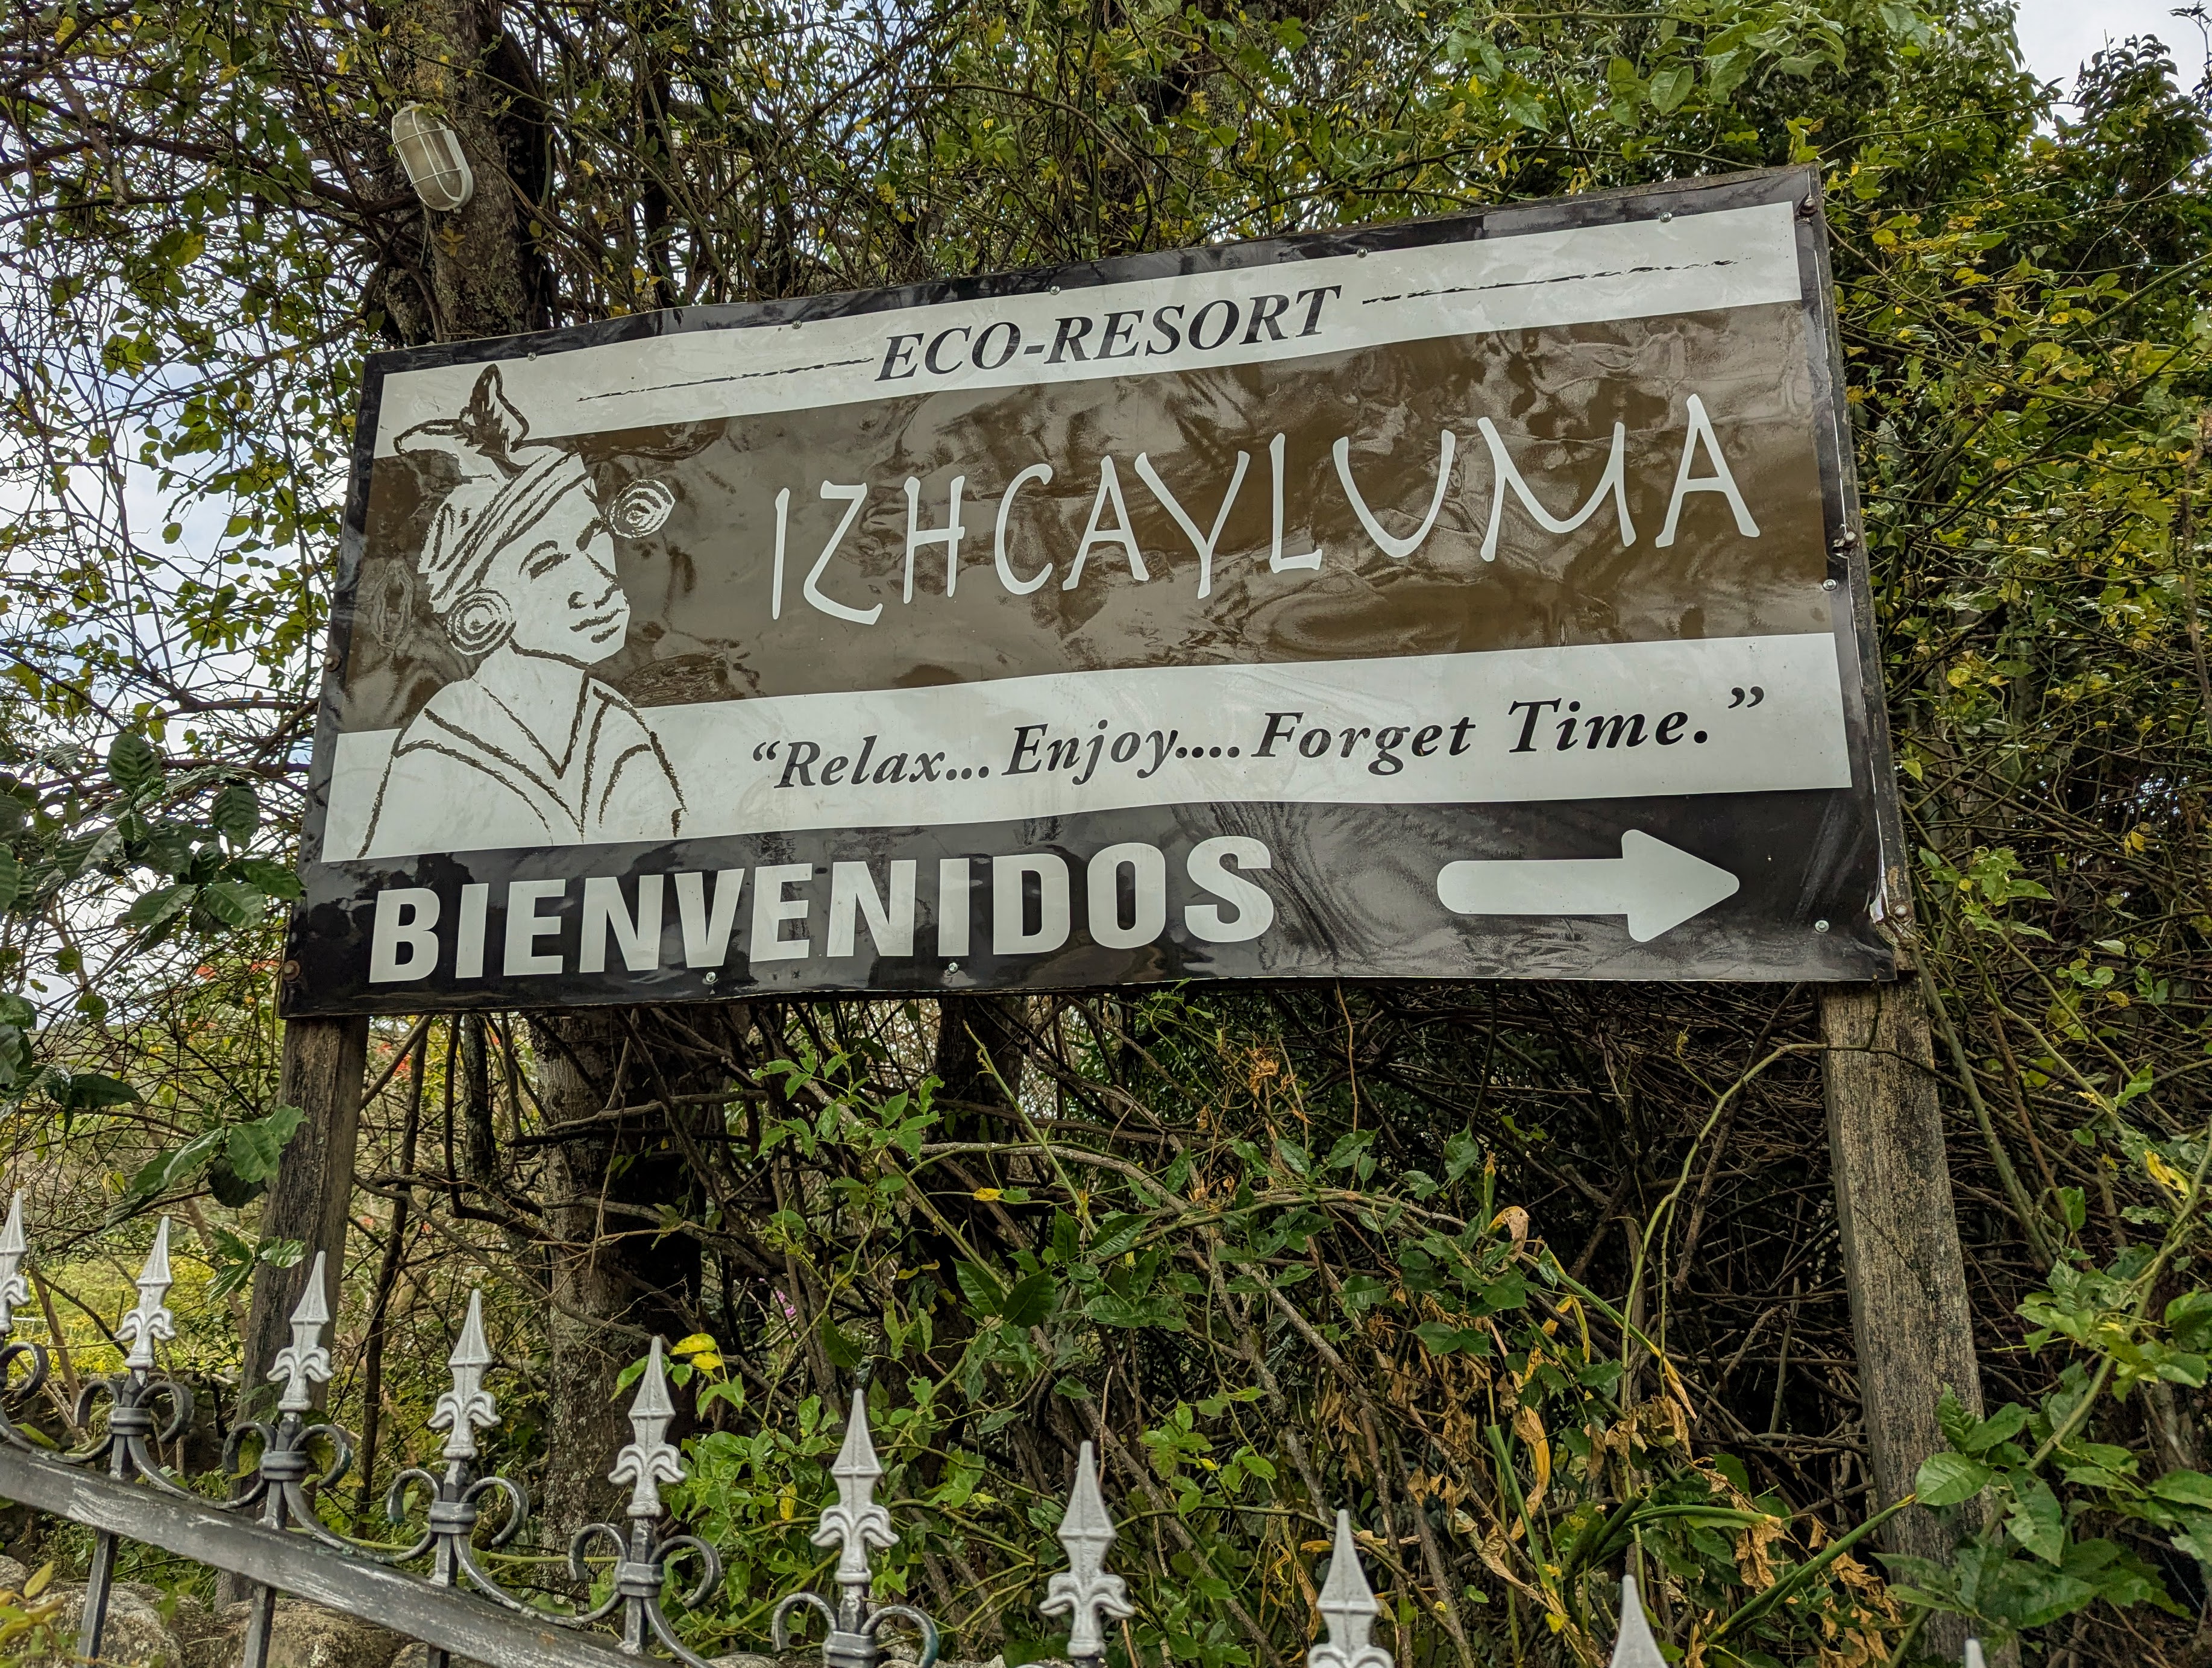 ECO-RESORT
IZHCAYLUMA
“Relax... Enjoy.... Forget Time.”
BIENVENIDOS